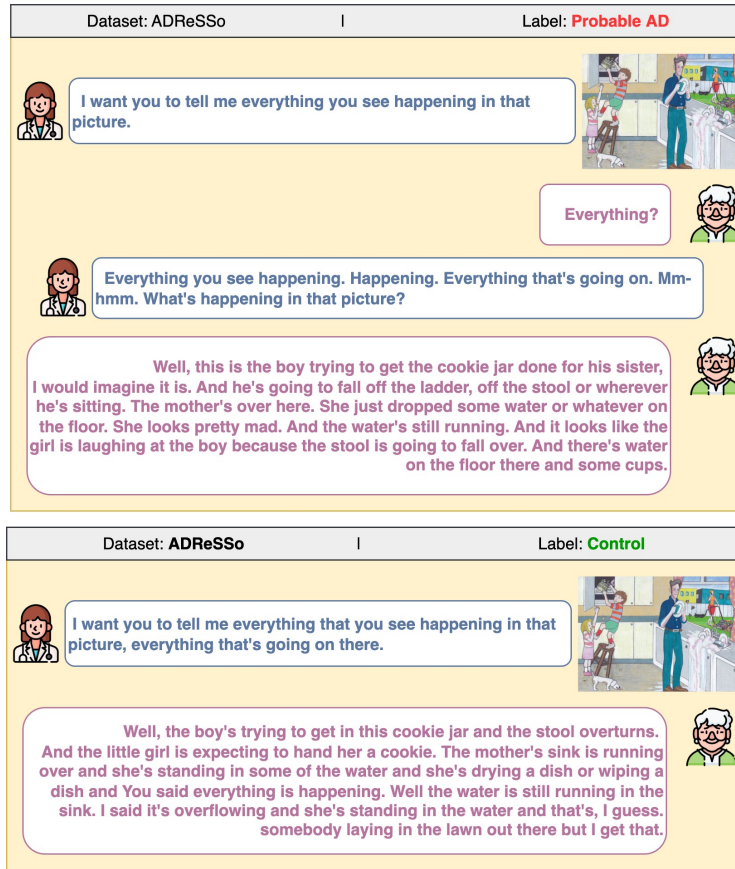 Dataset: ADReSSo | Label: Probable AD
I want you to tell me everything you see happening in that
picture.
Everything?
Everything you see happening. Happening. Everything that's going on. Mm-
hmm. What's happening in that picture?
Well, this is the boy trying to get the cookie jar done for his sister,
I would imagine it is. And he's going to fall off the ladder, off the stool or wherever
he's sitting. The mother's over here. She just dropped some water or whatever on
the floor. She looks pretty mad. And the water's still running. And it looks like the
girl is laughing at the boy because the stool is going to fall over. And there's water
on the floor there and some cups.
Dataset: ADReSSo | Label: Control
I want you to tell me everything that you see happening in that
picture, everything that's going on there.
Well, the boy's trying to get in this cookie jar and the stool overturns.
And the little girl is expecting to hand her a cookie. The mother's sink is running
over and she's standing in some of the water and she's drying a dish or wiping a
dish and You said everything is happening. Well the water is still running in the
sink. I said it's overflowing and she's standing in the water and that's, I guess.
somebody laying in the lawn out there but I get that.